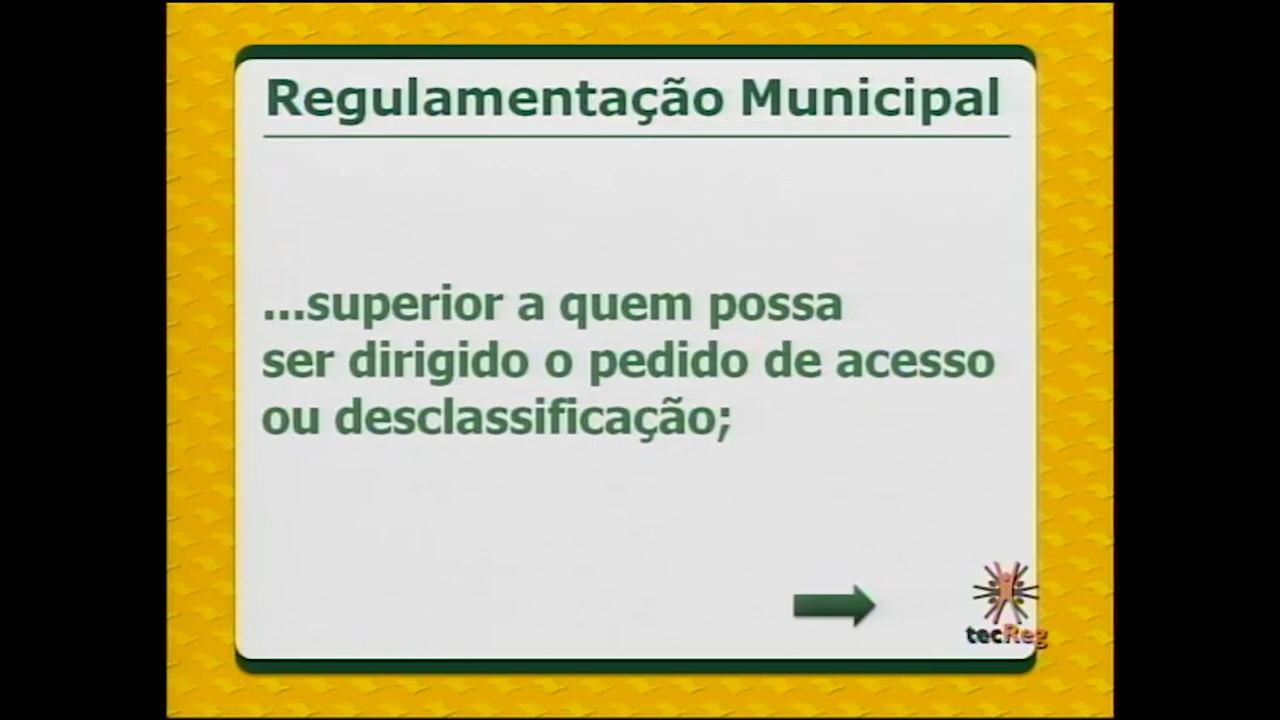 Regulamentação Municipal
...superior a quem possa
ser dirigido o pedido de acesso
ou desclassificação;
tecReg